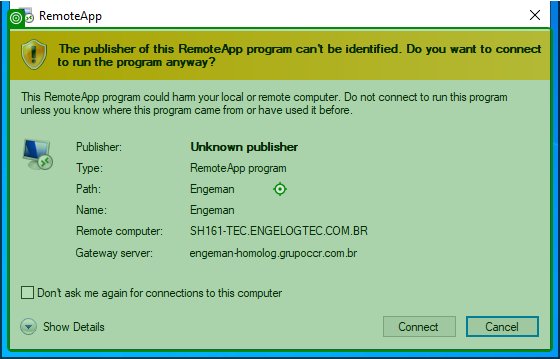 RemoteApp
The publisher of this RemoteApp program can't be identified. Do you want to connect
to run the program anyway?
This RemoteApp program could harm your local or remote computer. Do not connect to run this program
unless you know where this program came from or have used it before.
Publisher: Unknown publisher
Type: RemoteApp program
Path: Engeman
Name: Engeman
Remote computer: SH161-TEC.ENGELOGTEC.COM.BR
Gateway server: engeman-homolog.grupoccr.com.br
Don't ask me again for connections to this computer
Show Details Connect Cancel